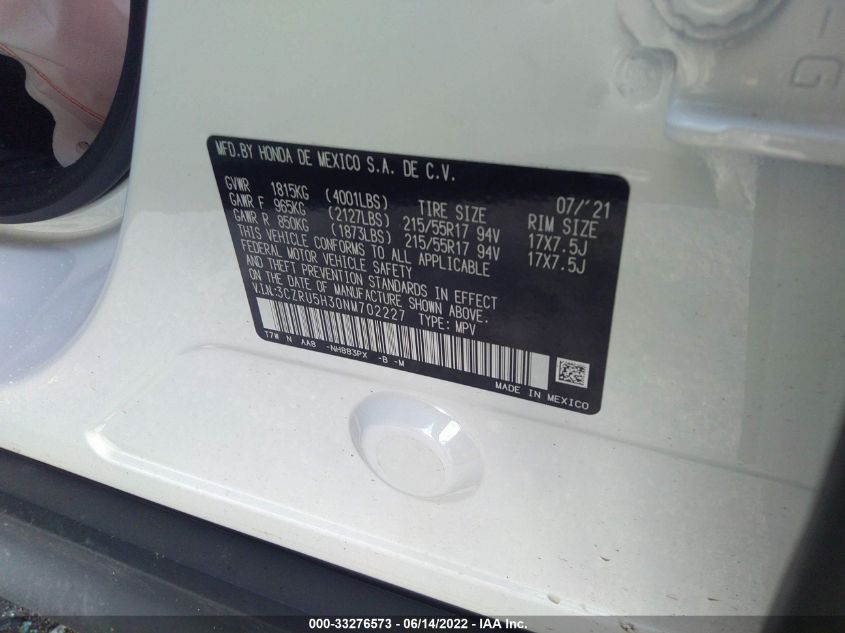 MFD.BY HONDA DE MEXICO S.A. DE C.V.
07/'21
GVWR 1815KG (4001LBS) TIRE SIZE RIM SIZE
GAWR F 965KG (2127LBS) 215/55R17 94V 17X7.5J
GAWR R 850KG (1873LBS) 215/55R17 94V 17X7.5J
THIS VEHICLE CONFORMS TO ALL APPLICABLE
FEDERAL MOTOR VEHICLE SAFETY
AND THEFT PREVENTION STANDARDS IN EFFECT
ON THE DATE OF MANUFACTURE SHOWN ABOVE.
V.I.N:3CZRU5H30NM702227 TYPE: MPV
T7W N AA8 -NH883PX -B -M
MADE IN MEXICO
-G
000-33276573 - 06/14/2022 - IAA Inc.